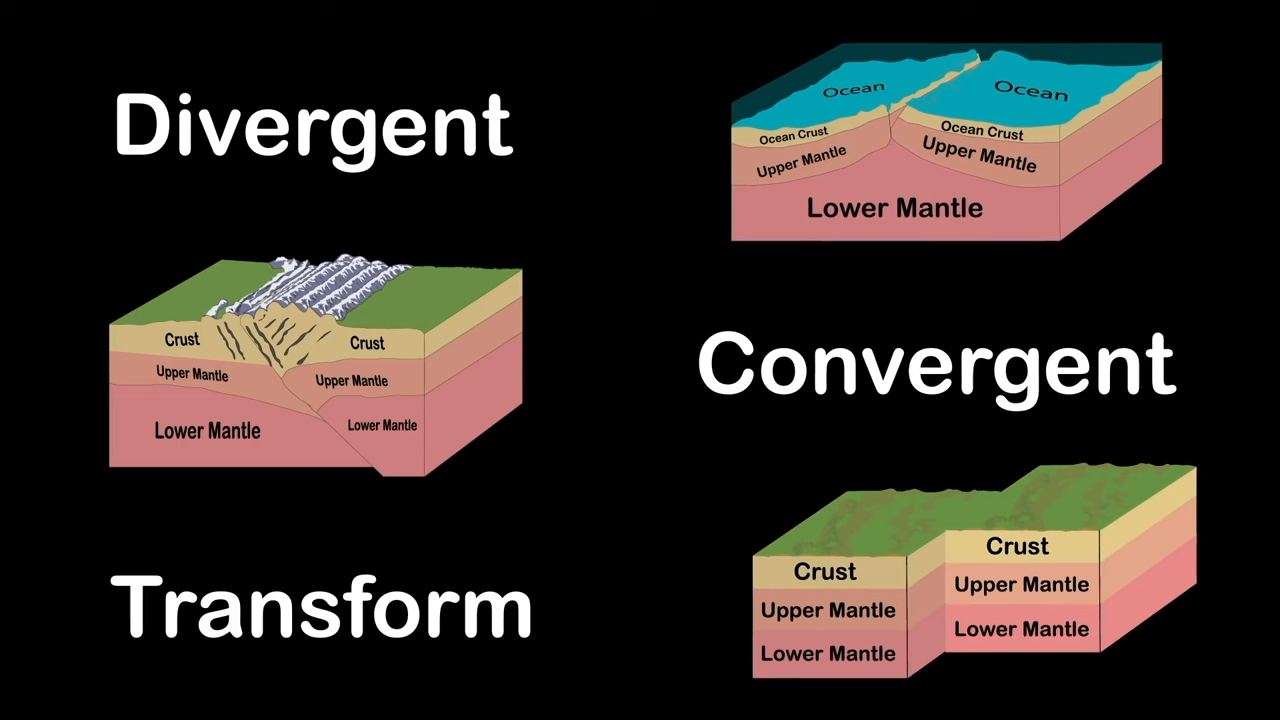 Divergent
Ocean
Ocean
Ocean Crust
Ocean Crust
Upper Mantle
Upper Mantle
Lower Mantle
Crust
Crust
Upper Mantle
Upper Mantle
Lower Mantle
Lower Mantle
Convergent
Transform
Crust
Crust
Upper Mantle
Upper Mantle
Lower Mantle
Lower Mantle